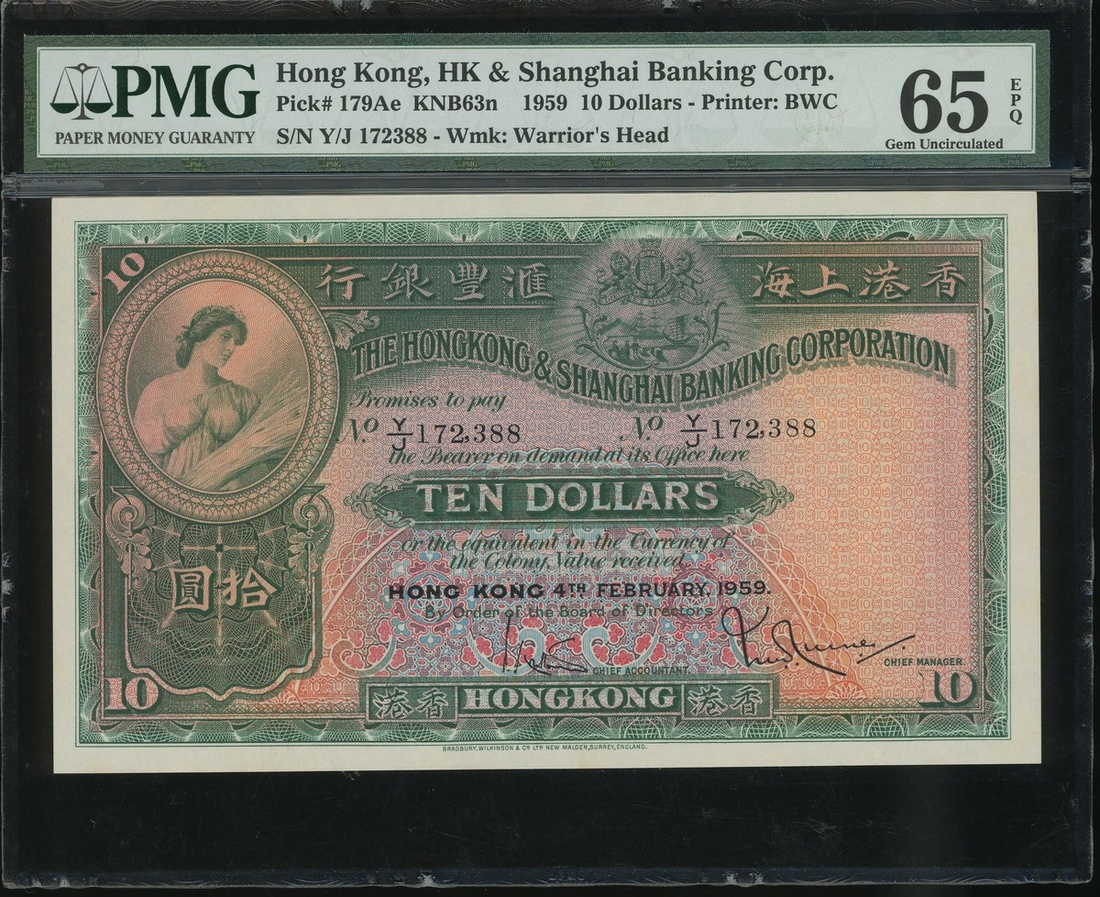 PMG
PAPER MONEY GUARANTY
Hong Kong, HK & Shanghai Banking Corp.
Pick# 179Ae KNB63n 1959 10 Dollars - Printer: BWC
S/N Y/J 172388 - Wmk: Warrior's Head
65 EPQ
Gem Uncirculated
10
行銀豐滙 海上港香
THE HONGKONG & SHANGHAI BANKING CORPORATION
Promises to pay
No. Y/J 172,388 No. Y/J 172,388
the Bearer on demand at its Office here
TEN DOLLARS
or the equivalent in the Currency of
the Colony, Value received.
圓拾
HONG KONG 4TH FEBRUARY, 1959.
By Order of the Board of Directors
CHIEF ACCOUNTANT.
CHIEF MANAGER.
10 港香 HONGKONG 港香 10
BRADBURY, WILKINSON & Co LTD NEW MALDEN, SURREY, ENGLAND.